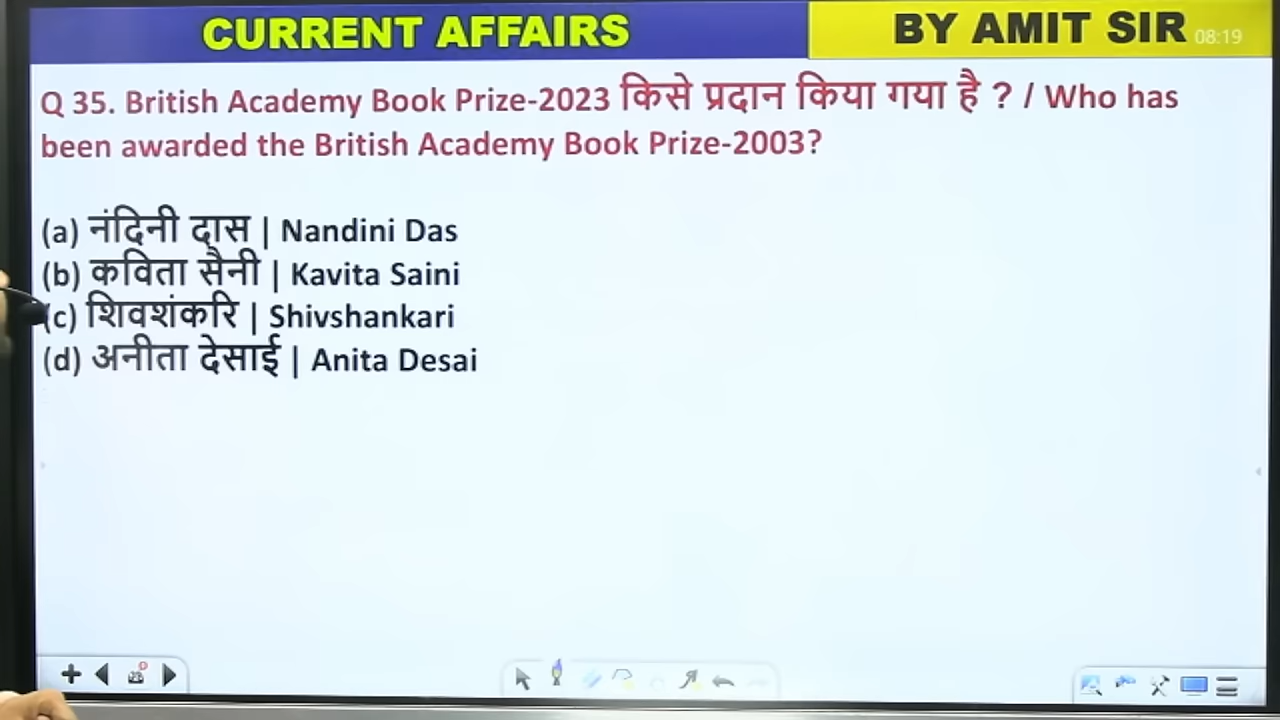 CURRENT AFFAIRS
BY AMIT SIR
08:19
Q 35. British Academy Book Prize-2023 किसे प्रदान किया गया है ? / Who has
been awarded the British Academy Book Prize-2003?
(a) नंदिनी दास | Nandini Das
(b) कविता सैनी | Kavita Saini
(c) शिवशंकरि | Shivshankari
(d) अनीता देसाई | Anita Desai